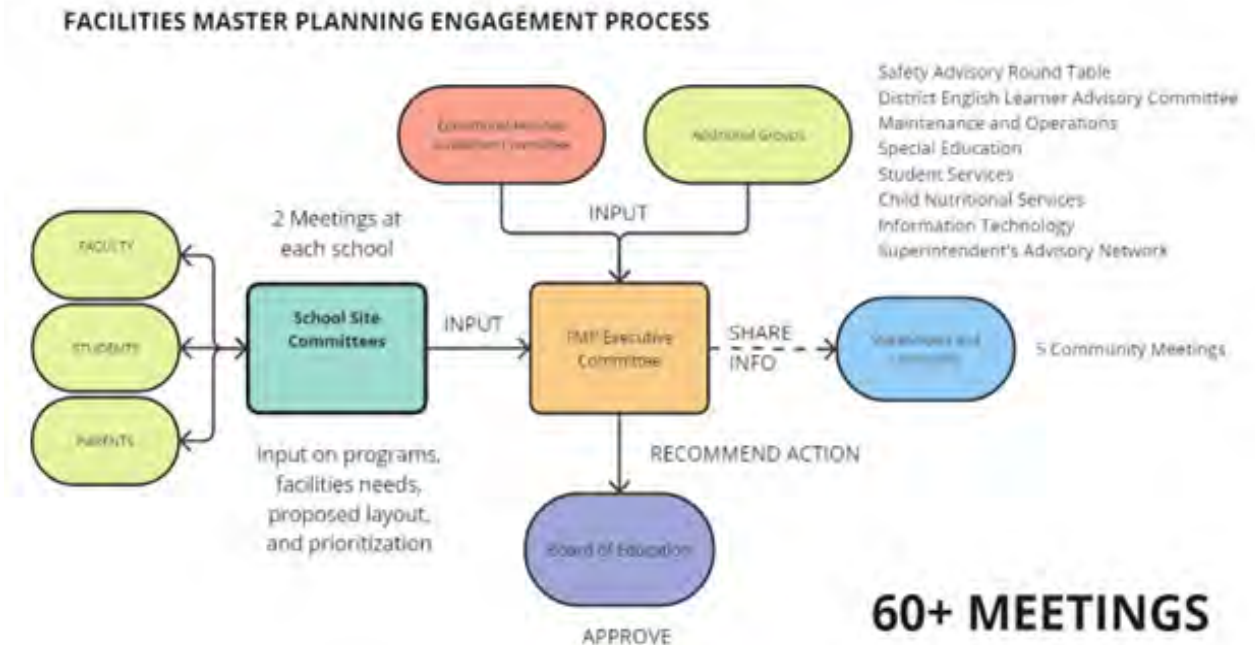 FACILITIES MASTER PLANNING ENGAGEMENT PROCESS
Safety Advisory Round Table
District English Learner Advisory Committee
Maintenance and Operations
Special Education
Student Services
Child Nutritional Services
Information Technology
Superintendent's Advisory Network
Committee
Additional Groups
INPUT
2 Meetings at
each school
FACULTY
STUDENTS
PARENTS
School Site
Committees
INPUT
FMP Executive
Committee
SHARE
INFO
5 Community Meetings
Input on programs,
facilities needs,
proposed layout,
and prioritization
RECOMMEND ACTION
Board of Education
APPROVE
60+ MEETINGS